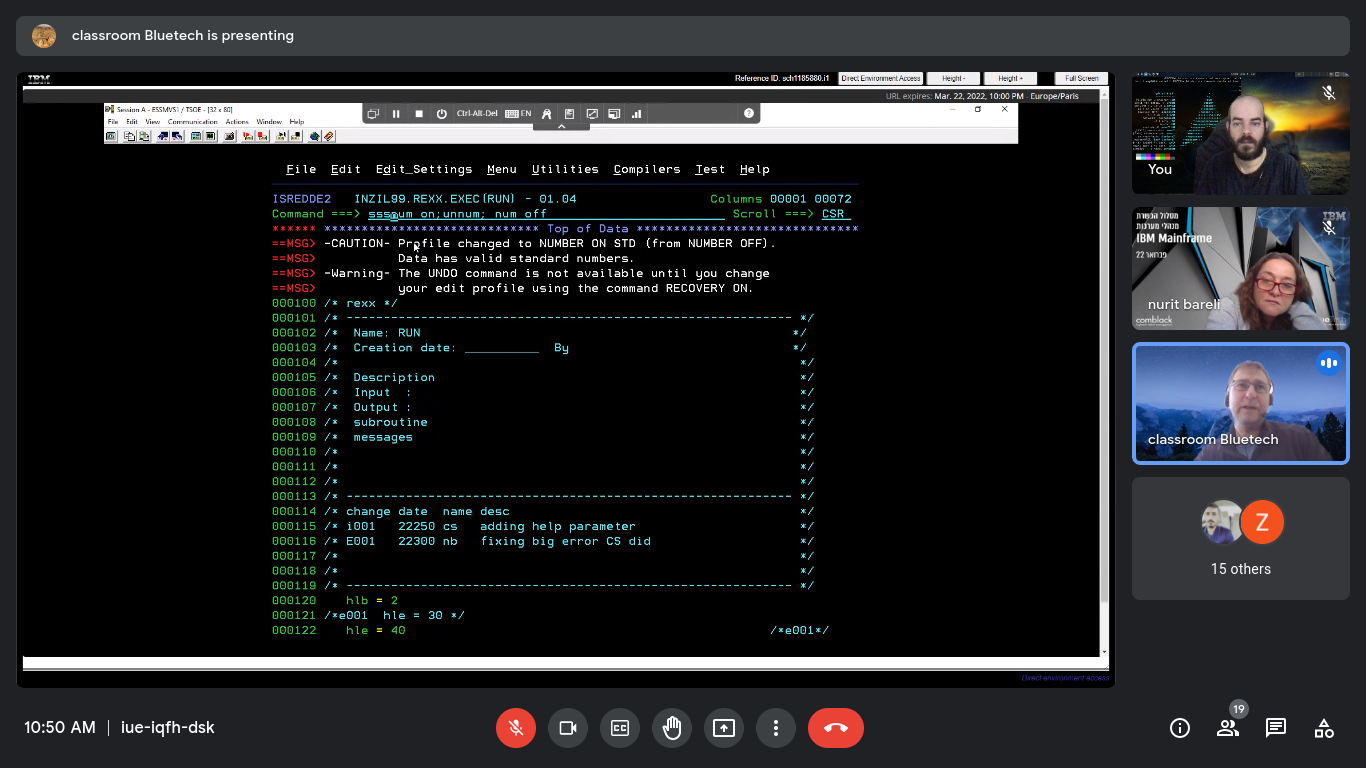 classroom Bluetech is presenting
IBM
Reference ID: sch1185880.i1
Direct Environment Access
Height -
Height +
Full Screen
URL expires: Mar. 22, 2022, 10:00 PM - Europe/Paris
Session A - ESSMVS1 / TSOE - [32 x 80]
Ctrl-Alt-Del
EN
File Edit View Communication Actions Window Help
File Edit Edit_Settings Menu Utilities Compilers Test Help
ISREDDE2 INZIL99.REXX.EXEC(RUN) - 01.04 Columns 00001 00072
Command ===> on;unnum; num off Scroll ===> CSR
****** **************************** Top of Data ******************************
==MSG> -CAUTION- Profile changed to NUMBER ON STD (from NUMBER OFF).
==MSG> Data has valid standard numbers.
==MSG> -Warning- The UNDO command is not available until you change
==MSG> your edit profile using the command RECOVERY ON.
000100 /* rexx */
000101 /* ------------------------------------------------------------ */
000102 /* Name: RUN */
000103 /* Creation date: __________ By */
000104 /* */
000105 /* Description */
000106 /* Input : */
000107 /* Output : */
000108 /* subroutine */
000109 /* messages */
000110 /* */
000111 /* */
000112 /* */
000113 /* ------------------------------------------------------------ */
000114 /* change date name desc */
000115 /* i001 22250 cs adding help parameter */
000116 /* E001 22300 nb fixing big error CS did */
000117 /* */
000118 /* */
000119 /* ------------------------------------------------------------ */
000120 hlb = 2
000121 /*e001 hle = 30 */
000122 hle = 40 /*e001*/
Direct environment access
You
מסלול הכשרת
מנהלי מערכות
IBM Mainframe
פברואר 22
IBM
nurit bareli
comblack
classroom Bluetech
Z
15 others
10:50 AM | iue-iqfh-dsk
CC
19